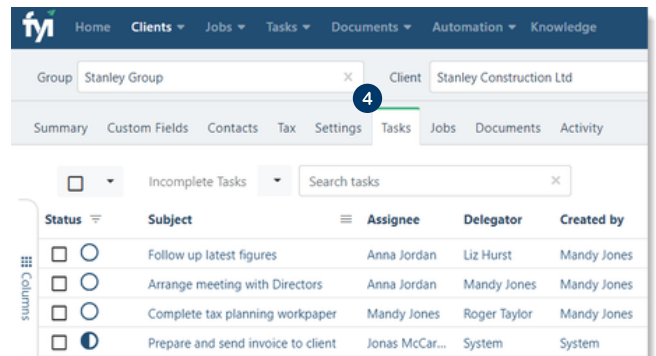 fyi Home Clients Jobs Tasks Documents Automation Knowledge
Group Stanley Group × Client Stanley Construction Ltd
4
Summary Custom Fields Contacts Tax Settings Tasks Jobs Documents Activity
Incomplete Tasks Search tasks ×
Status Subject Assignee Delegator Created by
Follow up latest figures Anna Jordan Liz Hurst Mandy Jones
Arrange meeting with Directors Anna Jordan Mandy Jones Mandy Jones
Complete tax planning workpaper Mandy Jones Roger Taylor Mandy Jones
Prepare and send invoice to client Jonas McCar... System System
Columns